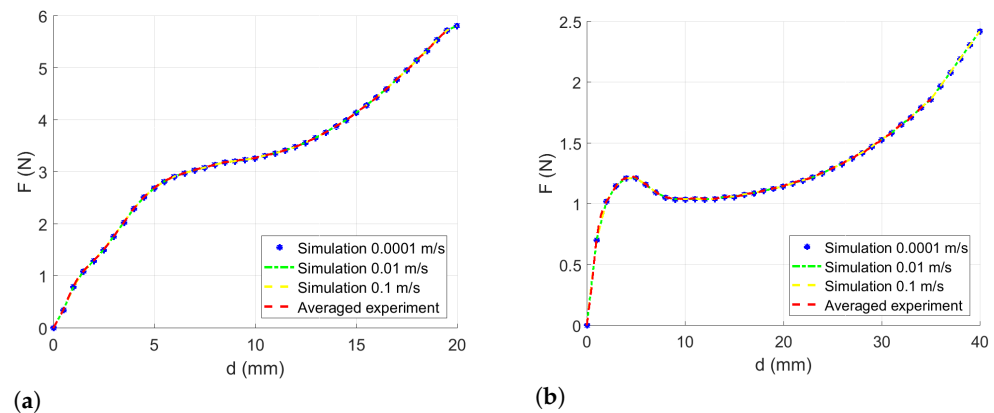 6
5
4
3
2
1
0
F (N)
0 5 10 15 20
d (mm)
Simulation 0.0001 m/s
Simulation 0.01 m/s
Simulation 0.1 m/s
Averaged experiment
(a)
2.5
2
1.5
1
0.5
0
F (N)
0 10 20 30 40
d (mm)
Simulation 0.0001 m/s
Simulation 0.01 m/s
Simulation 0.1 m/s
Averaged experiment
(b)